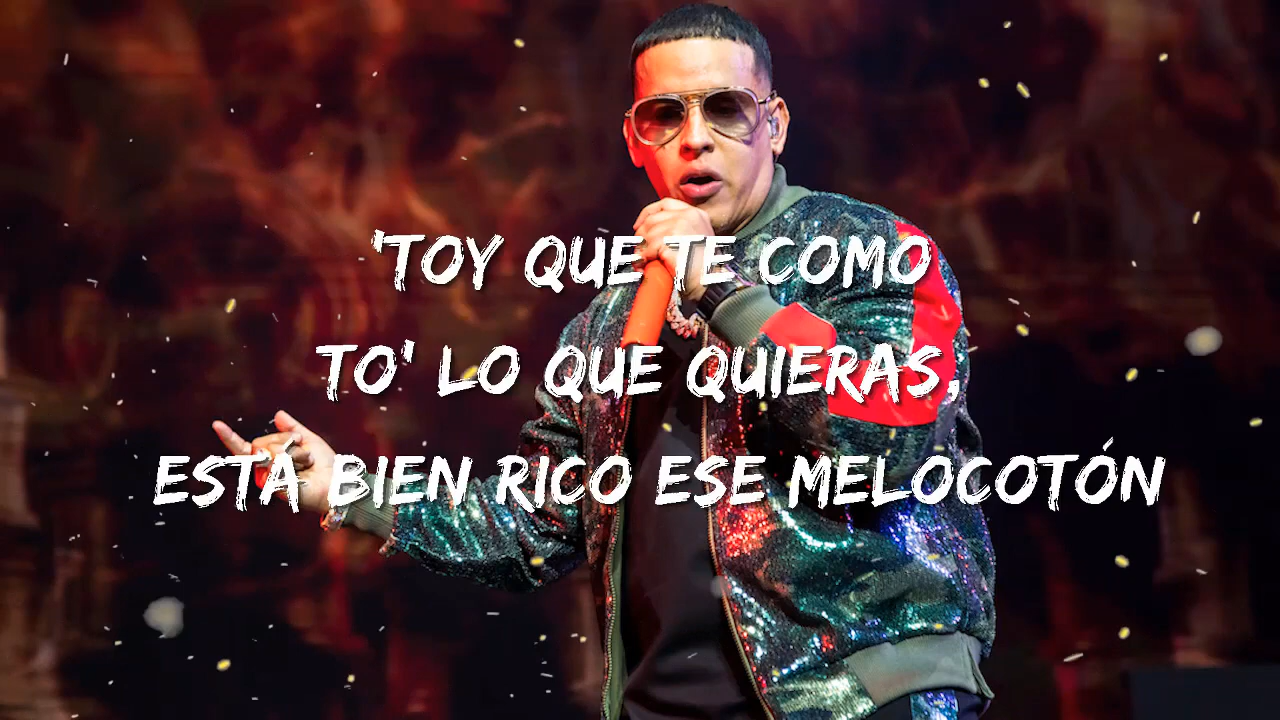 'TOY QUE TE COMO
TO' LO QUE QUIERAS,
ESTÁ BIEN RICO ESE MELOCOTÓN